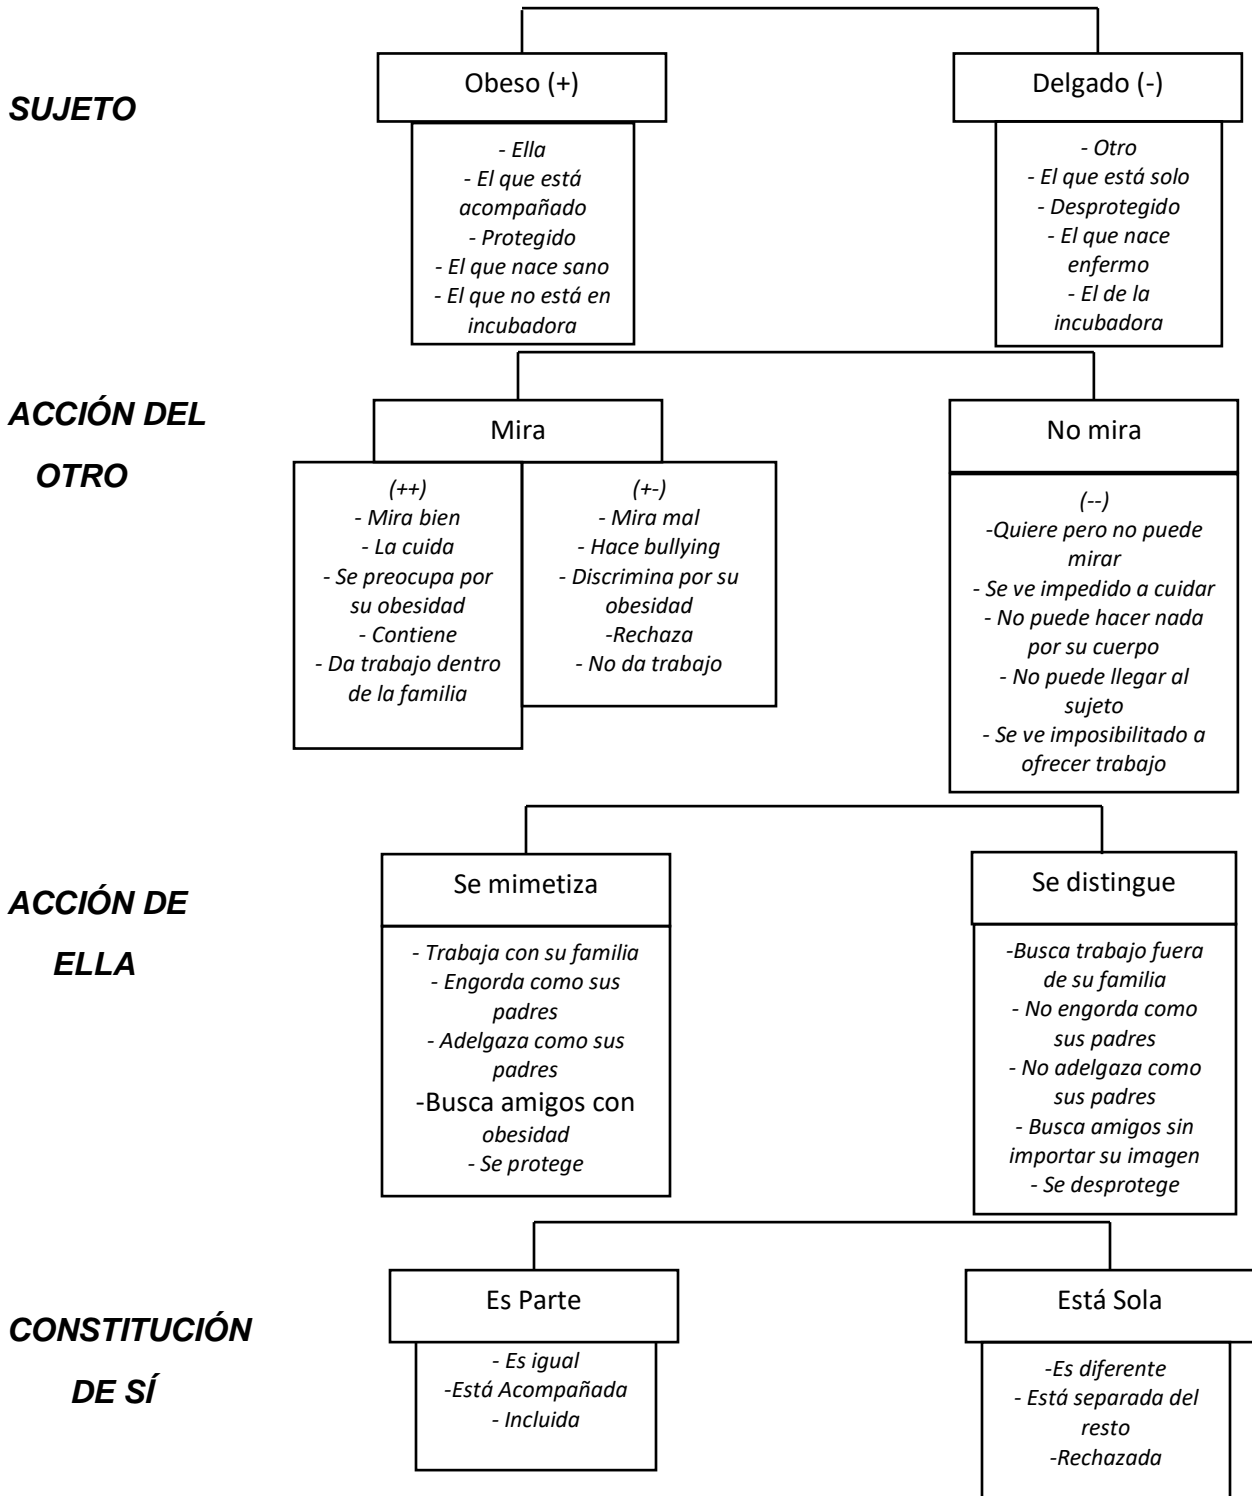 SUJETO
Obeso (+)
- Ella
- El que está
acompañado
- Protegido
- El que nace sano
- El que no está en
incubadora
Delgado (-)
- Otro
- El que está solo
- Desprotegido
- El que nace
enfermo
- El de la
incubadora
ACCIÓN DEL
OTRO
Mira
(++)
- Mira bien
- La cuida
- Se preocupa por
su obesidad
- Contiene
- Da trabajo dentro
de la familia
(+-)
- Mira mal
- Hace bullying
- Discrimina por su
obesidad
-Rechaza
- No da trabajo
No mira
(--)
-Quiere pero no puede
mirar
- Se ve impedido a cuidar
- No puede hacer nada
por su cuerpo
- No puede llegar al
sujeto
- Se ve imposibilitado a
ofrecer trabajo
ACCIÓN DE
ELLA
Se mimetiza
- Trabaja con su familia
- Engorda como sus
padres
- Adelgaza como sus
padres
-Busca amigos con
obesidad
- Se protege
Se distingue
-Busca trabajo fuera
de su familia
- No engorda como
sus padres
- No adelgaza como
sus padres
- Busca amigos sin
importar su imagen
- Se desprotege
CONSTITUCIÓN
DE SÍ
Es Parte
- Es igual
-Está Acompañada
- Incluida
Está Sola
-Es diferente
- Está separada del
resto
-Rechazada